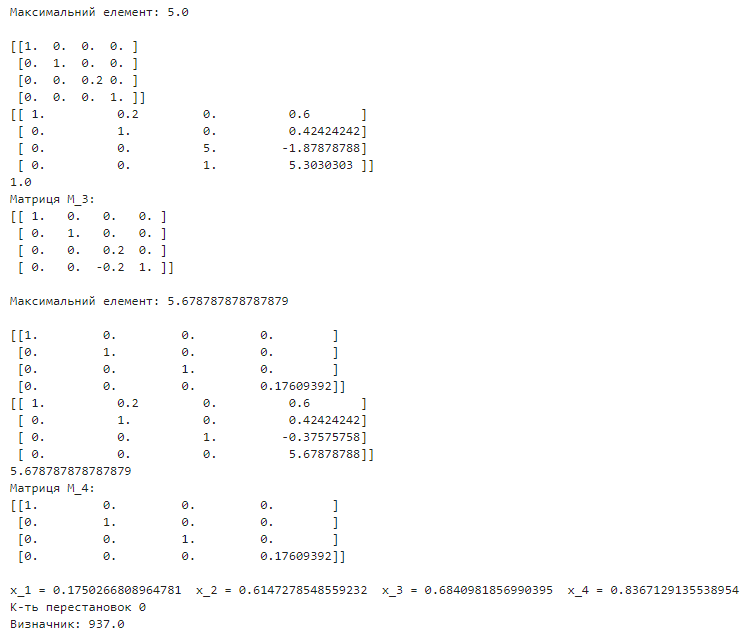 Максимальний елемент: 5.0
[[1.  0.  0.  0. ]
 [0.  1.  0.  0. ]
 [0.  0.  0.2 0. ]
 [0.  0.  0.  1. ]]
[[ 1.          0.2         0.          0.6       ]
 [ 0.          1.          0.          0.42424242]
 [ 0.          0.          5.         -1.87878788]
 [ 0.          0.          1.          5.3030303 ]]
1.0
Матриця M_3:
[[ 1.   0.   0.   0. ]
 [ 0.   1.   0.   0. ]
 [ 0.   0.   0.2  0. ]
 [ 0.   0.  -0.2  1. ]]
Максимальний елемент: 5.678787878787879
[[1.         0.         0.         0.        ]
 [0.         1.         0.         0.        ]
 [0.         0.         1.         0.        ]
 [0.         0.         0.         0.17609392]]
[[ 1.          0.2         0.          0.6       ]
 [ 0.          1.          0.          0.42424242]
 [ 0.          0.          1.         -0.37575758]
 [ 0.          0.          0.          5.67878788]]
5.678787878787879
Матриця M_4:
[[1.         0.         0.         0.        ]
 [0.         1.         0.         0.        ]
 [0.         0.         1.         0.        ]
 [0.         0.         0.         0.17609392]]
x_1 = 0.1750266808964781  x_2 = 0.6147278548559232  x_3 = 0.6840981856990395  x_4 = 0.8367129135538954
К-ть перестановок 0
Визначник: 937.0